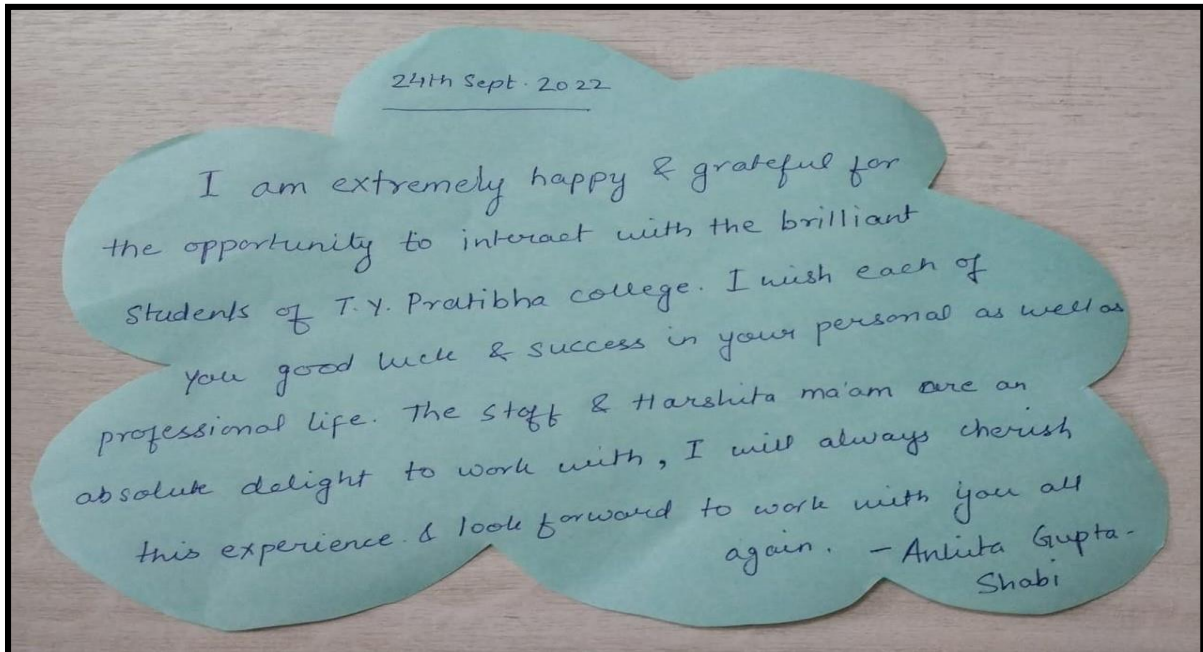 24th Sept. 2022
I am extremely happy & grateful for
the opportunity to interact with the brilliant
students of T.Y. Pratibha college. I wish each of
you good luck & success in your personal as well as
professional life. The staff & Harshita ma'am are an
absolute delight to work with, I will always cherish
this experience & look forward to work with you all
again. - Ankita Gupta-
Shabi